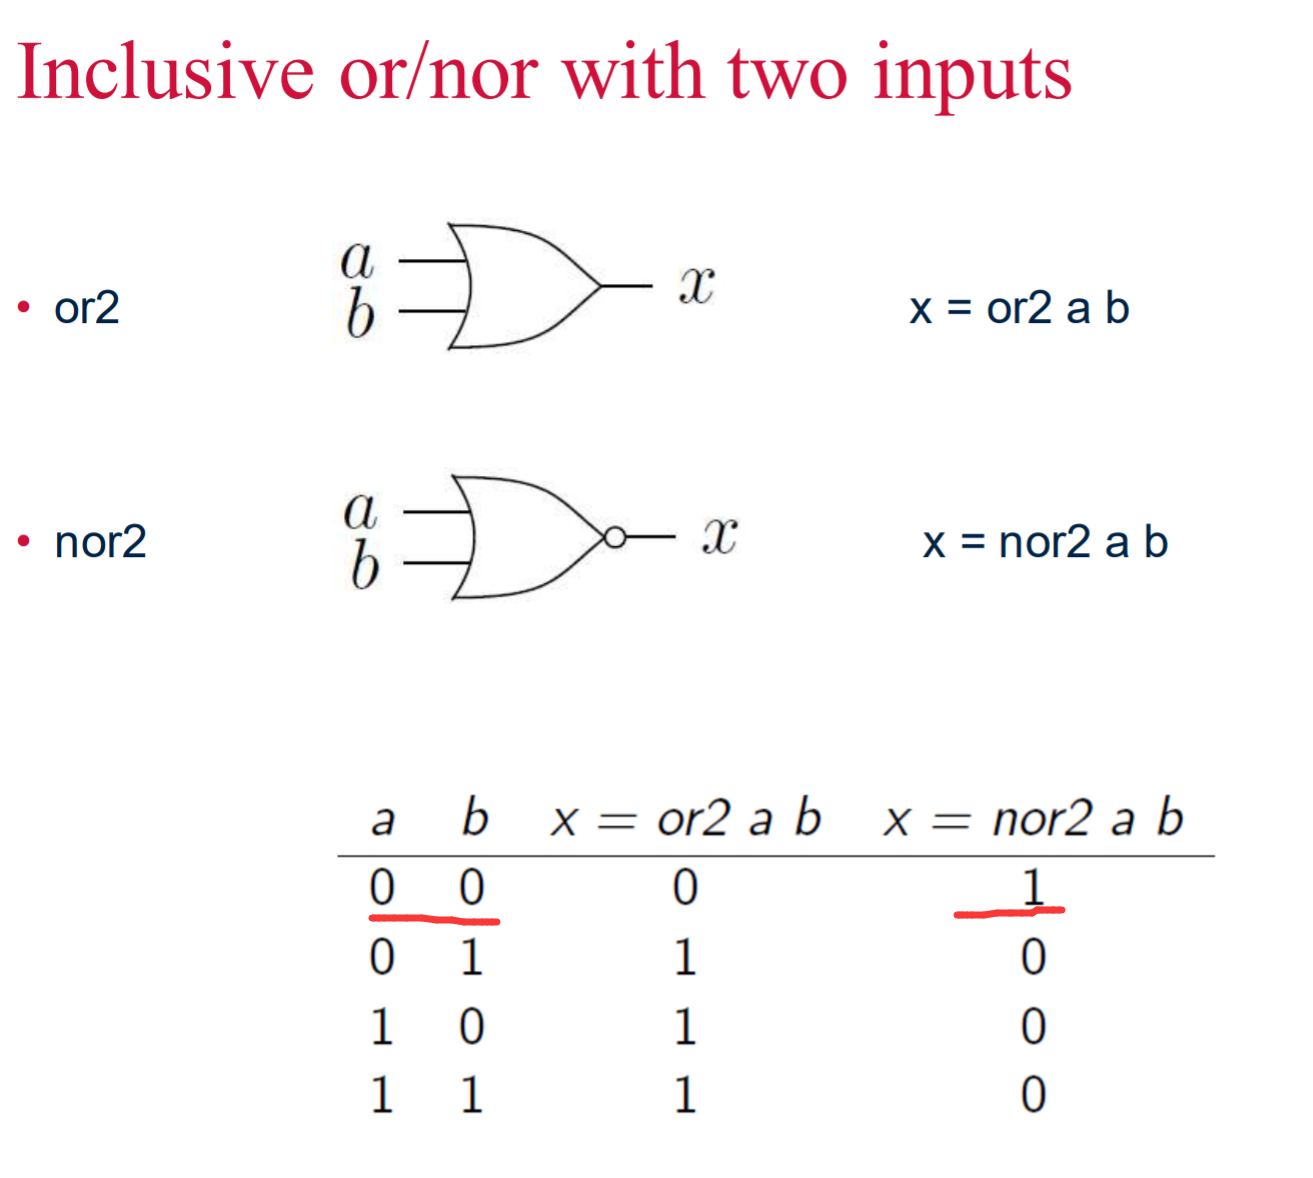 Inclusive or/nor with two inputs
a
b
x
• or2
x = or2 a b
a
b
x
• nor2
x = nor2 a b
a b x = or2 a b x = nor2 a b
0 0 0 1
0 1 1 0
1 0 1 0
1 1 1 0